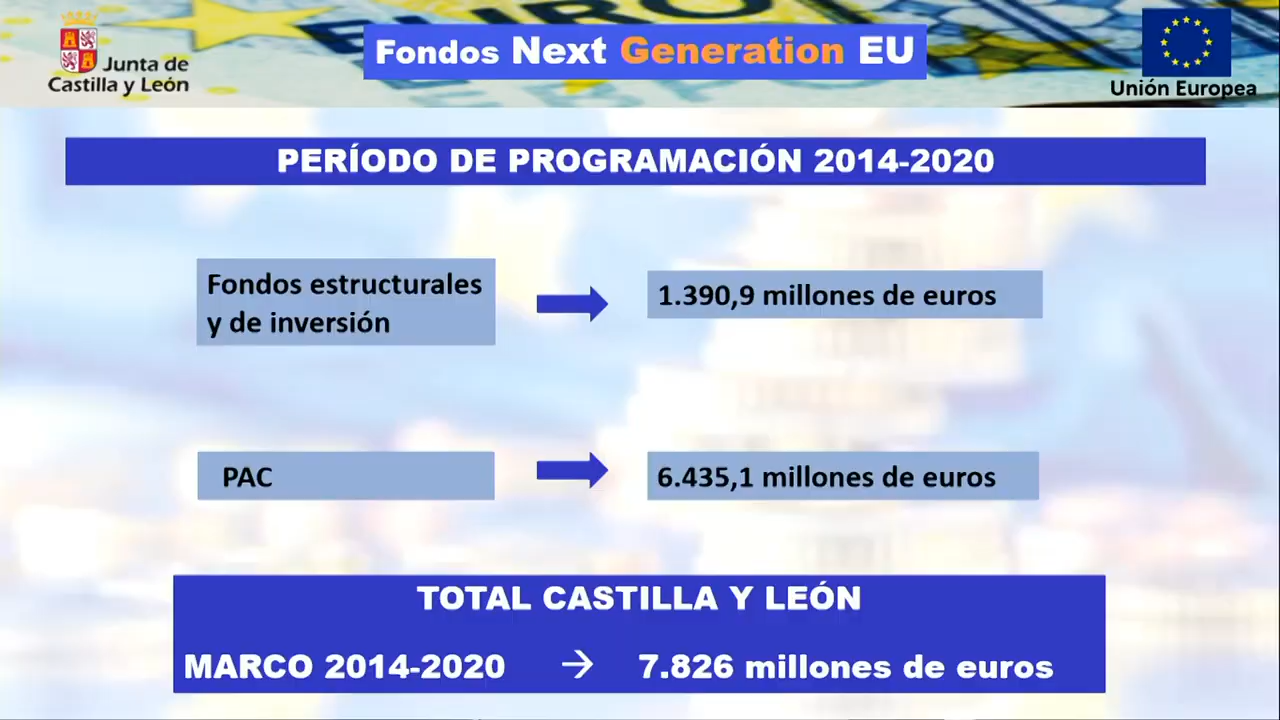 Junta de
Castilla y León
Fondos Next Generation EU
Unión Europea
PERÍODO DE PROGRAMACIÓN 2014-2020
Fondos estructurales
y de inversión
1.390,9 millones de euros
PAC
6.435,1 millones de euros
TOTAL CASTILLA Y LEÓN
MARCO 2014-2020 → 7.826 millones de euros